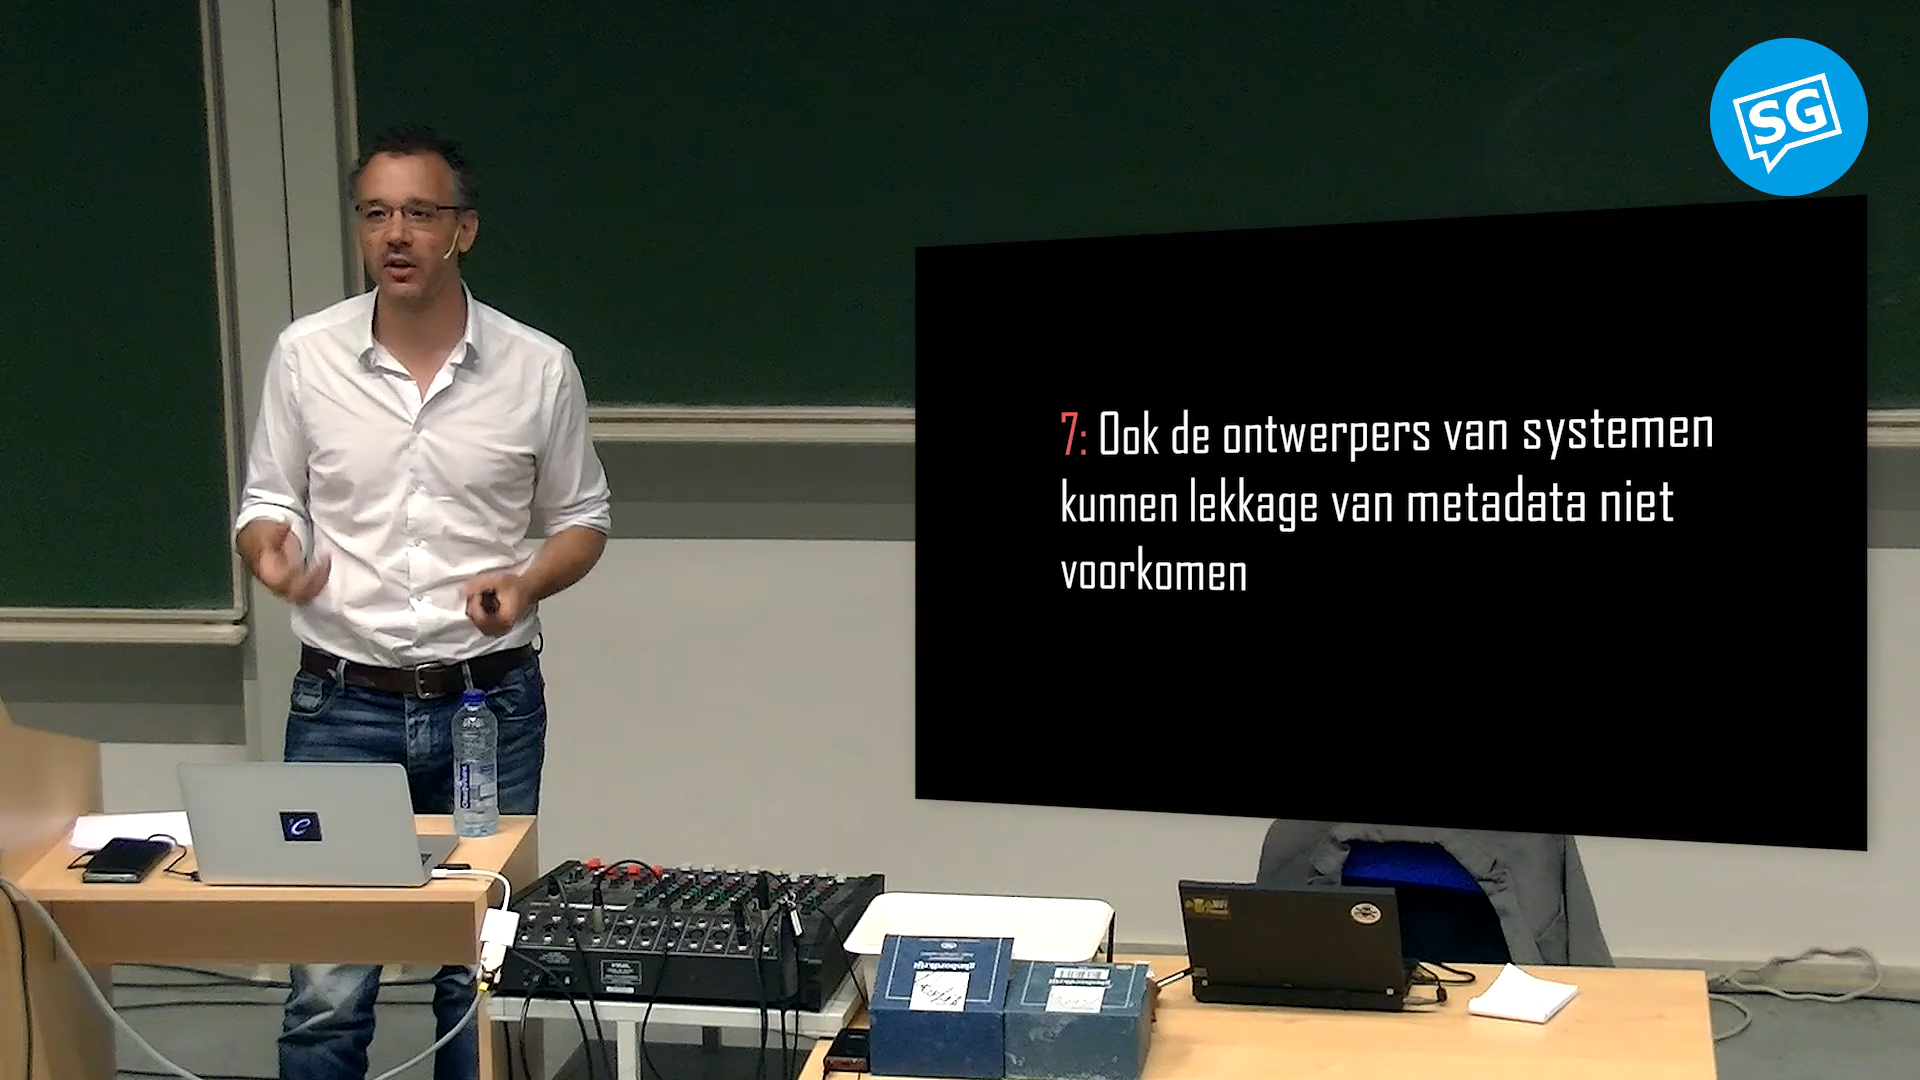 SG
7: Ook de ontwerpers van systemen
kunnen lekkage van metadata niet
voorkomen